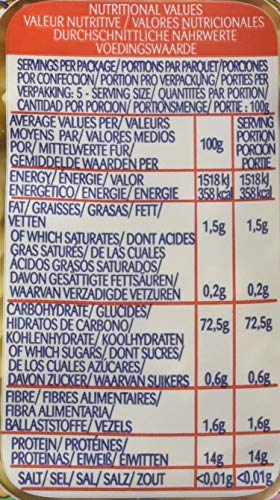 NUTRITIONAL VALUES
VALEUR NUTRITIVE / VALORES NUTRICIONALES
DURCHSCHNITTLICHE NÄHRWERTE
VOEDINGSWAARDE
SERVINGS PER PACKAGE/ PORTIONS PAR PARQUET/ PORCIONES
POR CONFECCIÓN/ PORTION PRO VERPACKUNG/ PORTIES PER
VERPAKKING: 5 - SERVING SIZE/ QUANTITÉS PAR PORTION/
CANTIDAD POR PORCIÓN / PORTIONSMENGE/ PORTIE : 100g
AVERAGE VALUES PER/ VALEURS
MOYENS PAR/ VALORES MEDIOS
POR/ MITTELWERTE FÜR/
GEMIDDELDE WAARDEN PER
100g
SERVING
PORTION
PORCIÓN
PORTIE
ENERGY/ ÉNERGIE/ VALOR
ENERGÉTICO/ ENERGIE/ ENERGIE
1518 kJ
358 kcal
1518 kJ
358 kcal
FAT/ GRAISSES/ GRASAS/ FETT/
VETTEN
1,5g
1,5g
OF WHICH SATURATES/ DONT ACIDES
GRAS SATURÉS/ DE LAS CUALES
ÁCIDOS GRASOS SATURADOS/
DAVON GESÄTTIGTE FETTSÄUREN/
WAARVAN VERZADIGDE VETZUREN
0,2g
0,2g
CARBOHYDRATE/ GLUCIDES/
HIDRATOS DE CARBONO/
KOHLENHYDRATE/ KOOLHYDRATEN
72,5g
72,5g
OF WHICH SUGARS/ DONT SUCRES/
DE LOS CUALES AZÚCARES/
DAVON ZUCKER/ WAARVAN SUIKERS
0,6g
0,6g
FIBRE/ FIBRES ALIMENTAIRES/
FIBRA ALIMENTARIA/
BALLASTSTOFFE/ VEZELS
1,6g
1,6g
PROTEIN/ PROTÉINES/
PROTEINAS/ EIWEIß/ EIWITTEN
14g
14g
SALT/ SEL/ SAL/ SALZ/ ZOUT
<0,01g
<0,01g